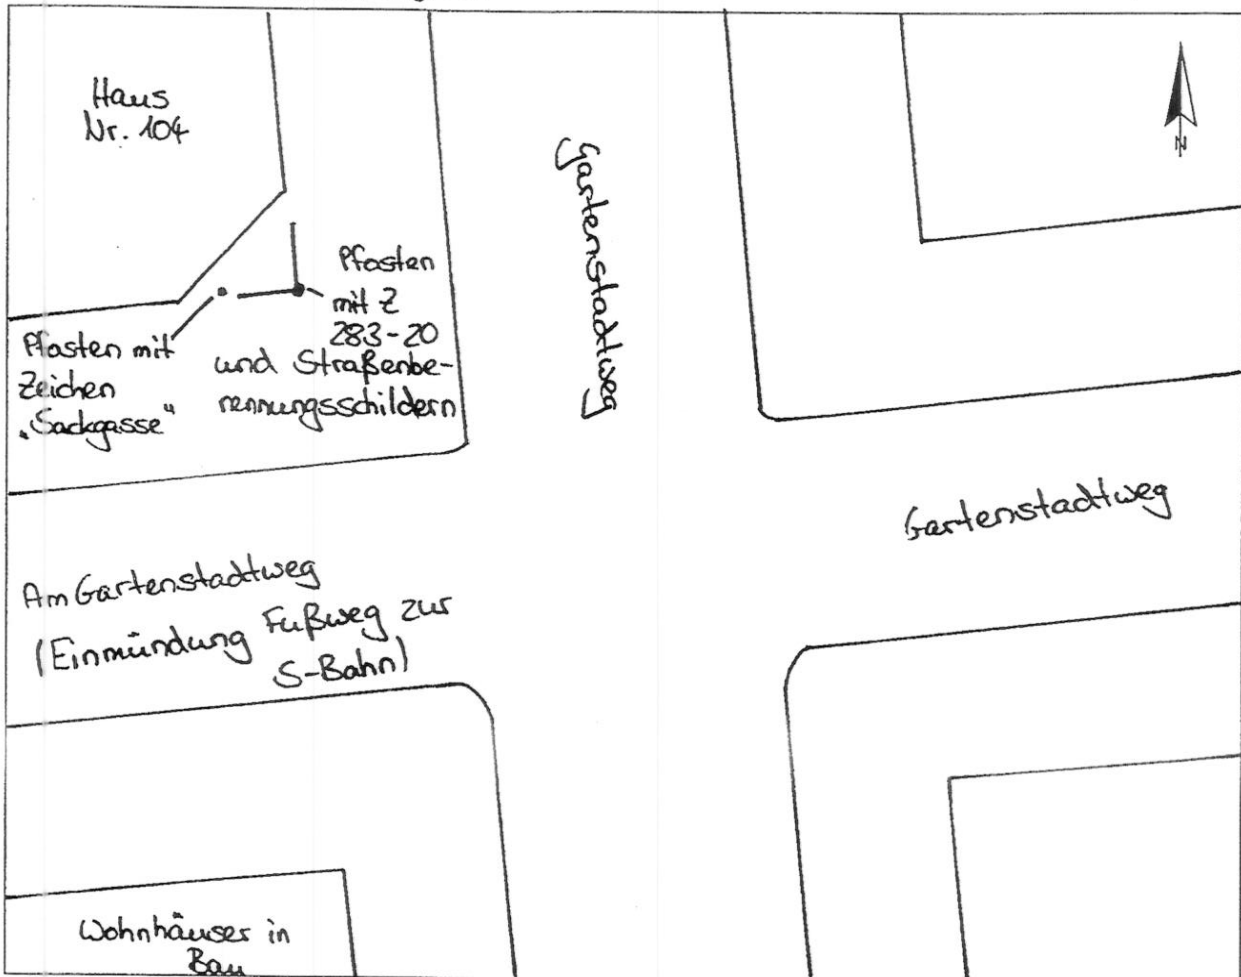 Haus
Nr. 104
N
Gartenstadtweg
Pfosten
mit Z
283-20
und Straßenbe-
nennungsschildern
Pfosten mit
Zeichen
"Sackgasse"
Gartenstadtweg
Am Gartenstadtweg
(Einmündung Fußweg zur
S-Bahn)
Wohnhäuser in
Bau